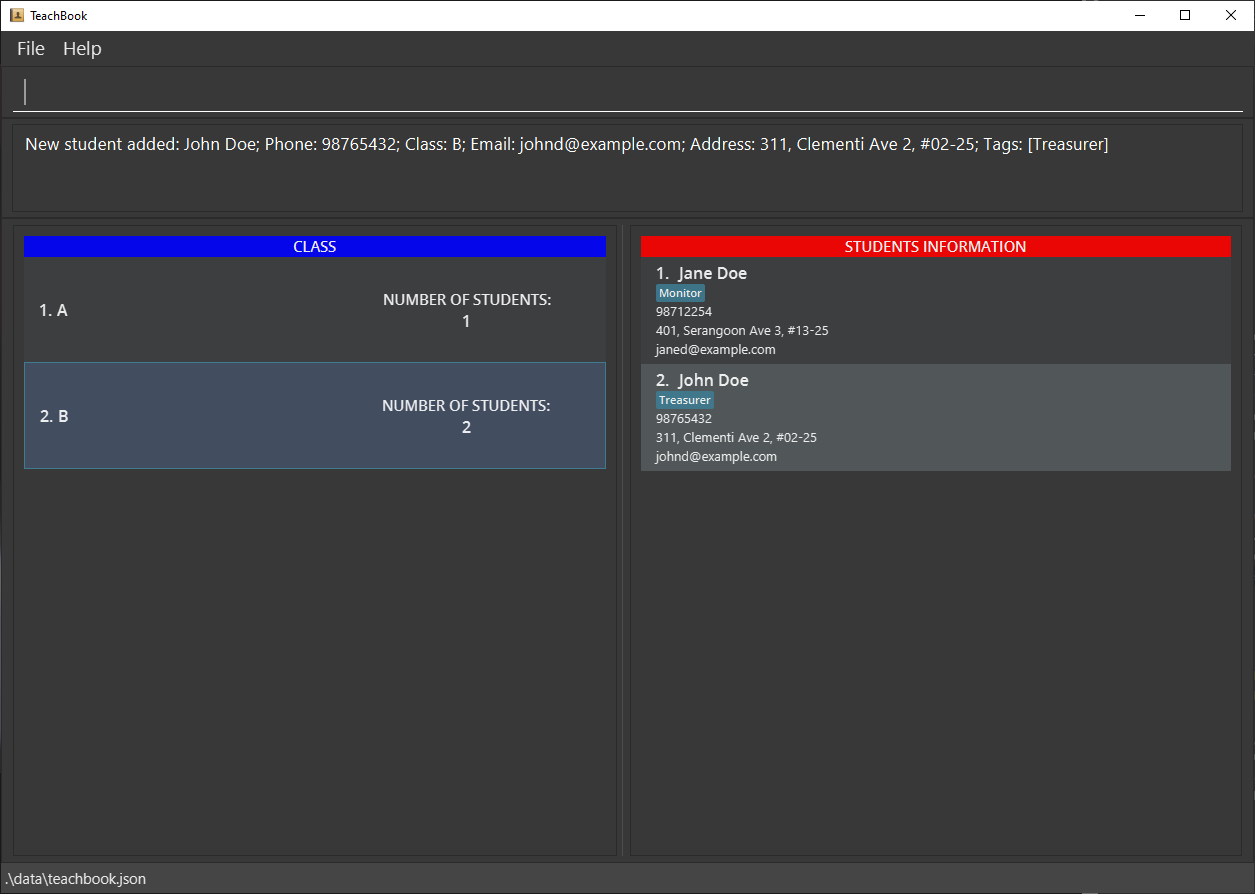 TeachBook
File Help
New student added: John Doe; Phone: 98765432; Class: B; Email: johnd@example.com; Address: 311, Clementi Ave 2, #02-25; Tags: [Treasurer]
CLASS
1. A
NUMBER OF STUDENTS:
1
2. B
NUMBER OF STUDENTS:
2
STUDENTS INFORMATION
1. Jane Doe
Monitor
98712254
401, Serangoon Ave 3, #13-25
janed@example.com
2. John Doe
Treasurer
98765432
311, Clementi Ave 2, #02-25
johnd@example.com
.\data\teachbook.json